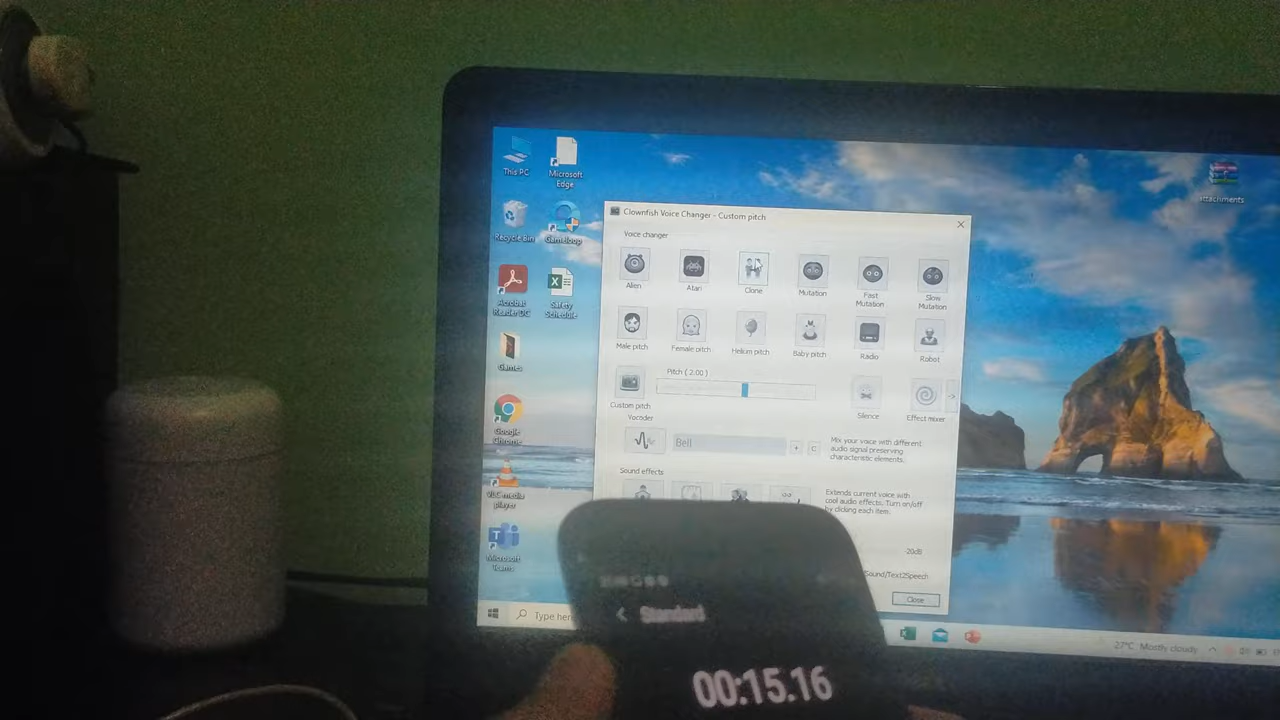 This PC
Microsoft
Edge
Recycle Bin
Gameloop
Acrobat
Reader DC
Safety
Schedule
Games
Google
Chrome
VLC media
player
Microsoft
Teams
attachments
Clownfish Voice Changer - Custom pitch
Voice changer
Alien
Atari
Clone
Mutation
Fast
Mutation
Slow
Mutation
Male pitch
Female pitch
Helium pitch
Baby pitch
Radio
Robot
Pitch ( 2.00 )
Custom pitch
Silence
Effect mixer
Vocoder
Bell
+
C
Mix your voice with different
audio signal preserving
characteristic elements.
Sound effects
Extends current voice with
cool audio effects. Turn on/off
by clicking each item.
-20dB
Sound/Text2Speech
Close
Type her
27°C Mostly cloudy
Standard
00:15.16